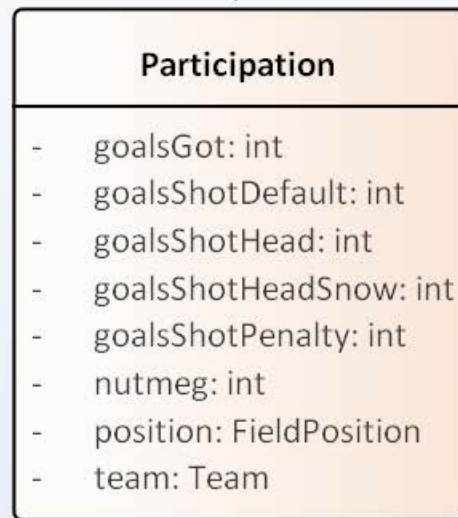 Participation
- goalsGot: int
- goalsShotDefault: int
- goalsShotHead: int
- goalsShotHeadSnow: int
- goalsShotPenalty: int
- nutmeg: int
- position: FieldPosition
- team: Team